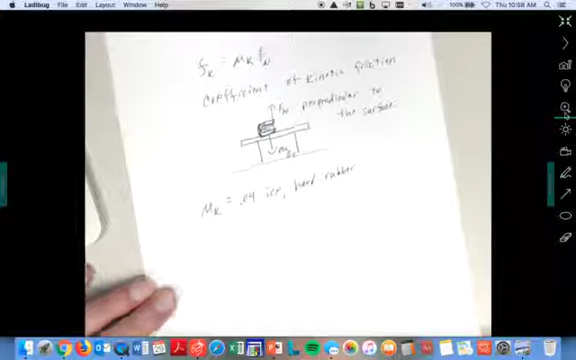 Ladibug File Edit Layout Window Help
100% Thu 10:58 AM
fK = μK FN
Coefficient of kinetic friction
FN perpendicular to
the surface
mg
μK = .04 ice, hard rubber